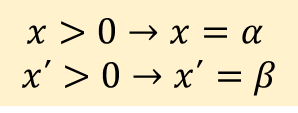 x > 0 → x = α
x′ > 0 → x′ = β